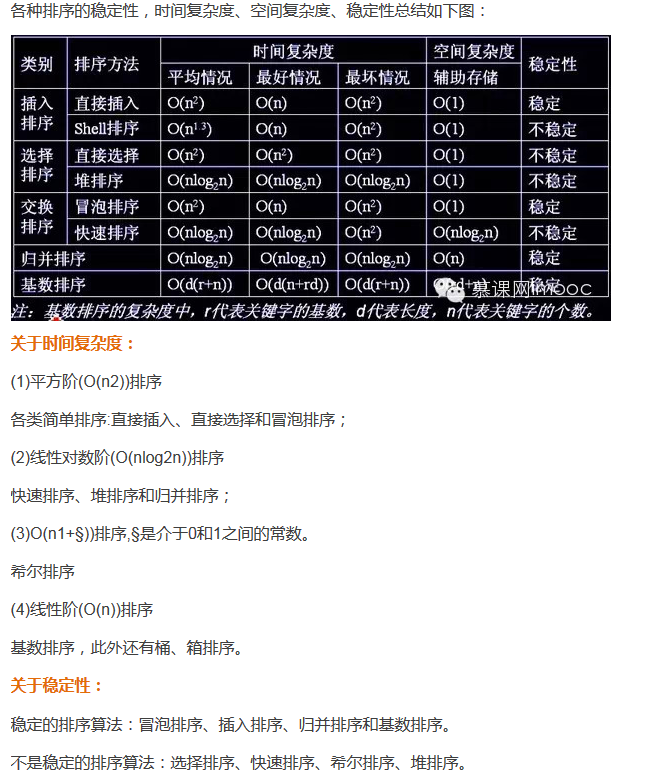 各种排序的稳定性，时间复杂度、空间复杂度、稳定性总结如下图：
类别 排序方法 时间复杂度 空间复杂度 稳定性
平均情况 最好情况 最坏情况 辅助存储
插入排序 直接插入 O(n²) O(n) O(n²) O(1) 稳定
Shell排序 O(n¹·³) O(n) O(n²) O(1) 不稳定
选择排序 直接选择 O(n²) O(n²) O(n²) O(1) 不稳定
堆排序 O(nlog₂n) O(nlog₂n) O(nlog₂n) O(1) 不稳定
交换排序 冒泡排序 O(n²) O(n) O(n²) O(1) 稳定
快速排序 O(nlog₂n) O(nlog₂n) O(n²) O(nlog₂n) 不稳定
归并排序 O(nlog₂n) O(nlog₂n) O(nlog₂n) O(n) 稳定
基数排序 O(d(r+n)) O(d(n+rd)) O(d(r+n)) 稳定
慕课网imooc
注：基数排序的复杂度中，r代表关键字的基数，d代表长度，n代表关键字的个数。
关于时间复杂度：
(1)平方阶(O(n2))排序
各类简单排序:直接插入、直接选择和冒泡排序；
(2)线性对数阶(O(nlog2n))排序
快速排序、堆排序和归并排序；
(3)O(n1+§))排序,§是介于0和1之间的常数。
希尔排序
(4)线性阶(O(n))排序
基数排序，此外还有桶、箱排序。
关于稳定性：
稳定的排序算法：冒泡排序、插入排序、归并排序和基数排序。
不是稳定的排序算法：选择排序、快速排序、希尔排序、堆排序。